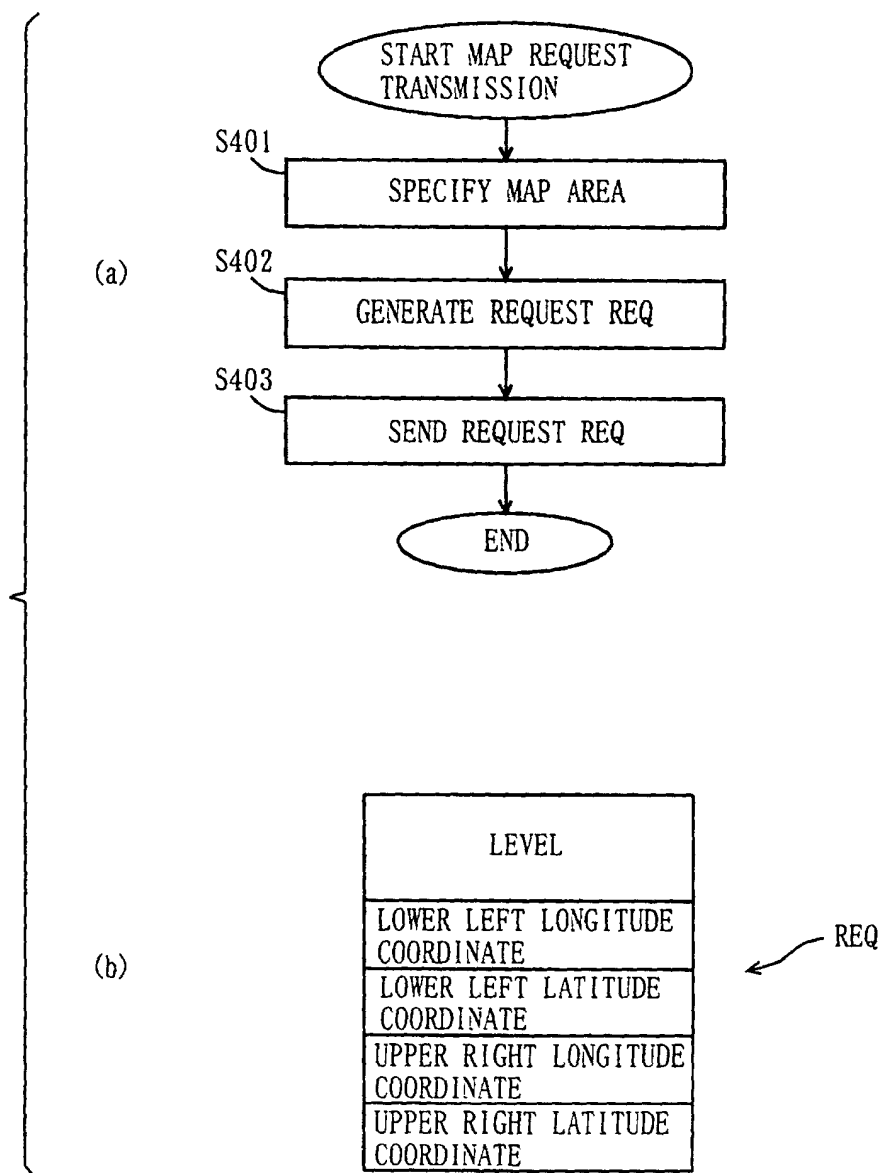 START MAP REQUEST
TRANSMISSION
S401
SPECIFY MAP AREA
(a)
S402
GENERATE REQUEST REQ
S403
SEND REQUEST REQ
END
LEVEL
LOWER LEFT LONGITUDE
COORDINATE
(b)
REQ
LOWER LEFT LATITUDE
COORDINATE
UPPER RIGHT LONGITUDE
COORDINATE
UPPER RIGHT LATITUDE
COORDINATE